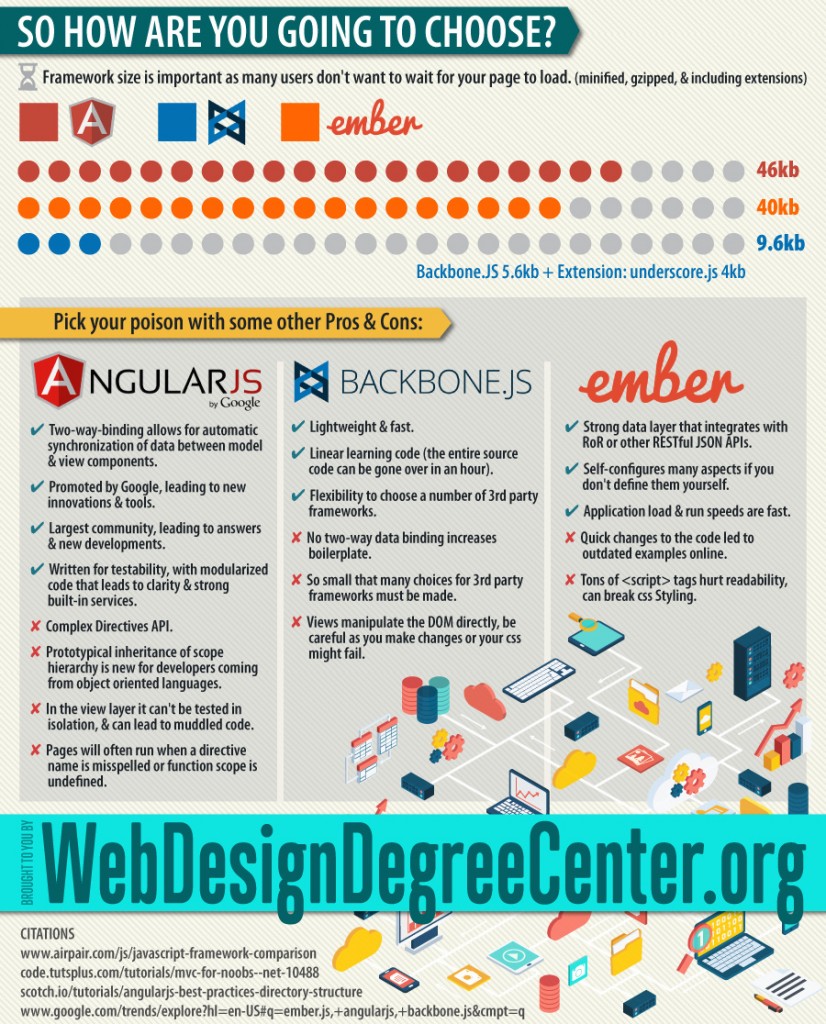 SO HOW ARE YOU GOING TO CHOOSE?
Framework size is important as many users don't want to wait for your page to load. (minified, gzipped, & including extensions)
A
ember
46kb
40kb
9.6kb
Backbone.JS 5.6kb + Extension: underscore.js 4kb
Pick your poison with some other Pros & Cons:
ANGULARJS
by Google
✔ Two-way-binding allows for automatic
synchronization of data between model
& view components.
✔ Promoted by Google, leading to new
innovations & tools.
✔ Largest community, leading to answers
& new developments.
✔ Written for testability, with modularized
code that leads to clarity & strong
built-in services.
✘ Complex Directives API.
✘ Prototypical inheritance of scope
hierarchy is new for developers coming
from object oriented languages.
✘ In the view layer it can't be tested in
isolation, & can lead to muddled code.
✘ Pages will often run when a directive
name is misspelled or function scope is
undefined.
BACKBONE.JS
✔ Lightweight & fast.
✔ Linear learning code (the entire source
code can be gone over in an hour).
✔ Flexibility to choose a number of 3rd party
frameworks.
✘ No two-way data binding increases
boilerplate.
✘ So small that many choices for 3rd party
frameworks must be made.
✘ Views manipulate the DOM directly, be
careful as you make changes or your css
might fail.
ember
✔ Strong data layer that integrates with
RoR or other RESTful JSON APIs.
✔ Self-configures many aspects if you
don't define them yourself.
✔ Application load & run speeds are fast.
✘ Quick changes to the code led to
outdated examples online.
✘ Tons of <script> tags hurt readability,
can break css Styling.
BROUGHT TO YOU BY
WebDesignDegreeCenter.org
CITATIONS
www.airpair.com/js/javascript-framework-comparison
code.tutsplus.com/tutorials/mvc-for-noobs--net-10488
scotch.io/tutorials/angularjs-best-practices-directory-structure
www.google.com/trends/explore?hl=en-US#q=ember.js,+angularjs,+backbone.js&cmpt=q